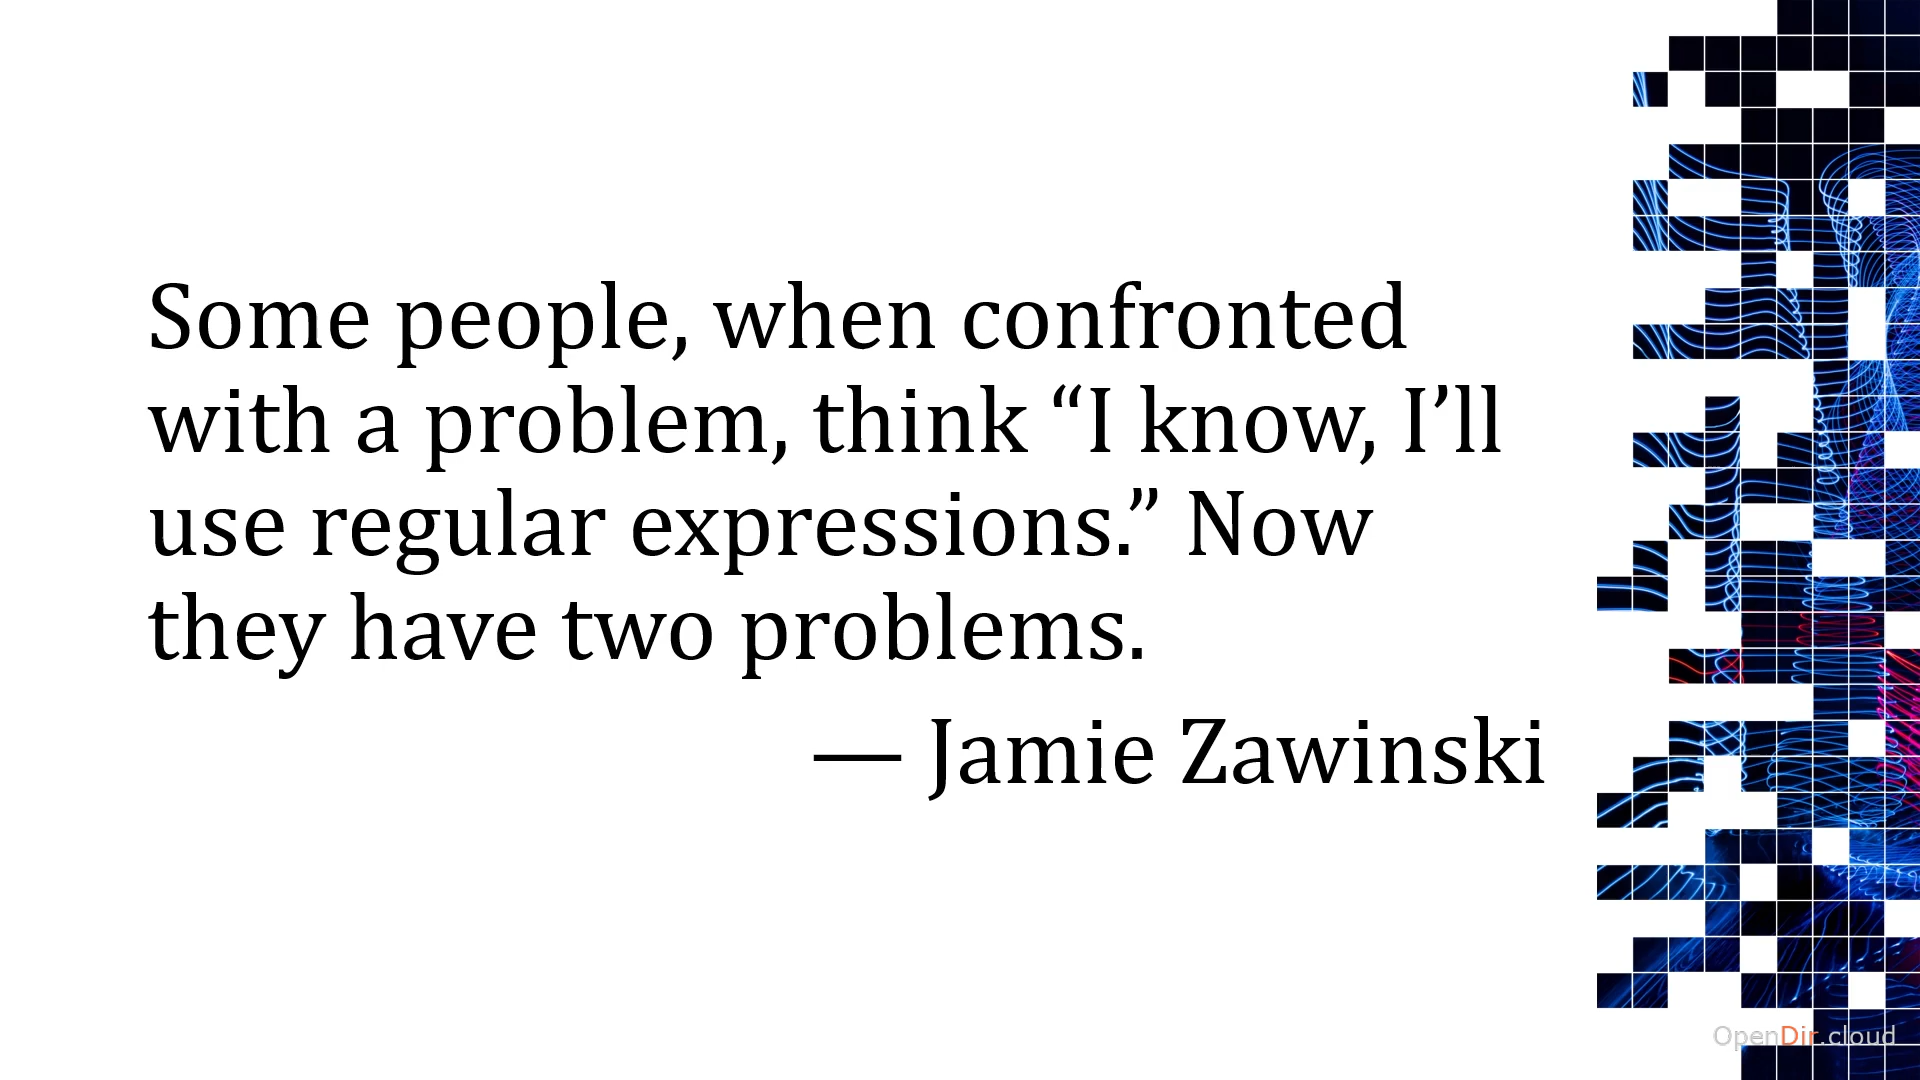 Some people, when confronted
with a problem, think “I know, I’ll
use regular expressions.” Now
they have two problems.
— Jamie Zawinski
OpenDir.cloud